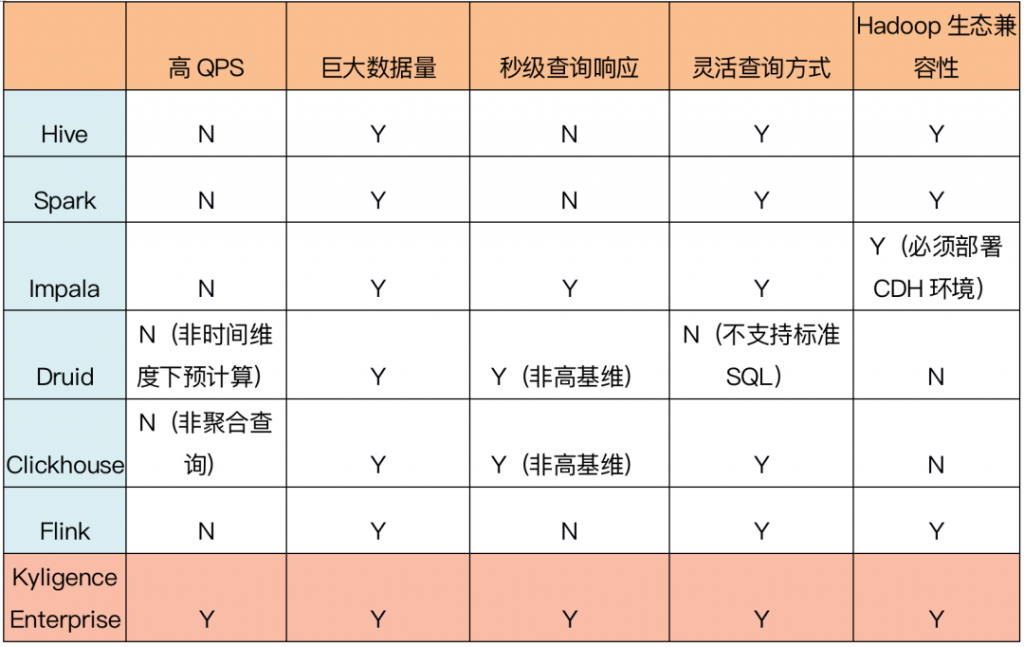 高 QPS 巨大数据量 秒级查询响应 灵活查询方式 Hadoop 生态兼
容性
Hive N Y N Y Y
Spark N Y N Y Y
Impala N Y Y Y Y（必须部署
CDH 环境）
Druid N（非时间维
度下预计算） Y Y（非高基维） N（不支持标准
SQL） N
Clickhouse N（非聚合查
询） Y Y（非高基维） Y N
Flink N Y N Y Y
Kyligence
Enterprise Y Y Y Y Y